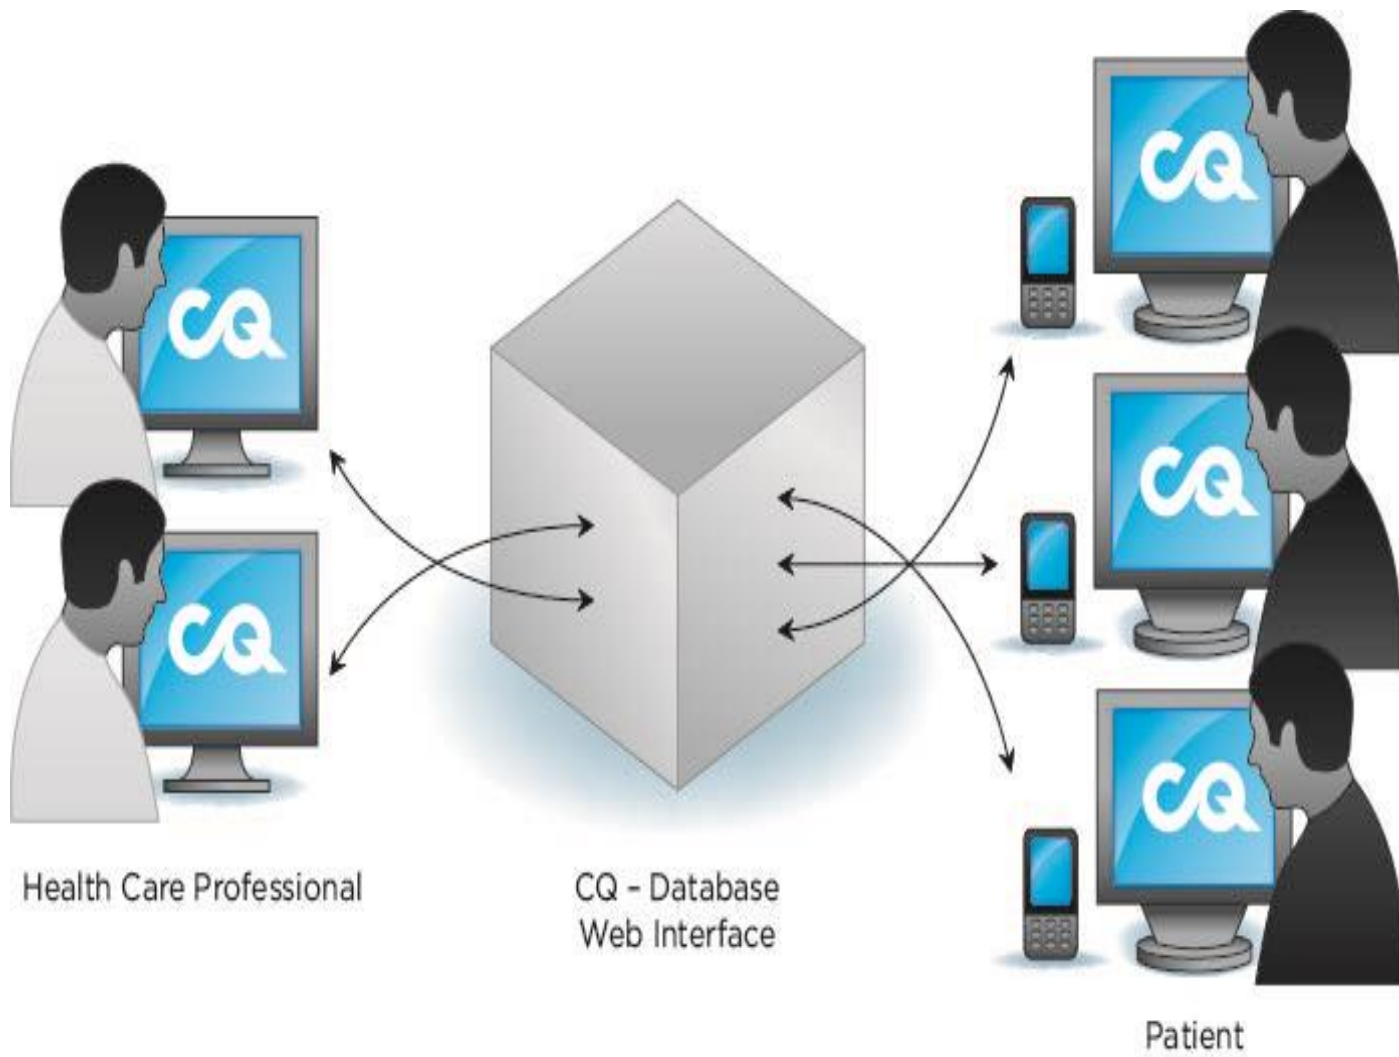 CQ
CQ
CQ
CQ
CQ
Health Care Professional
CQ – Database
Web Interface
Patient